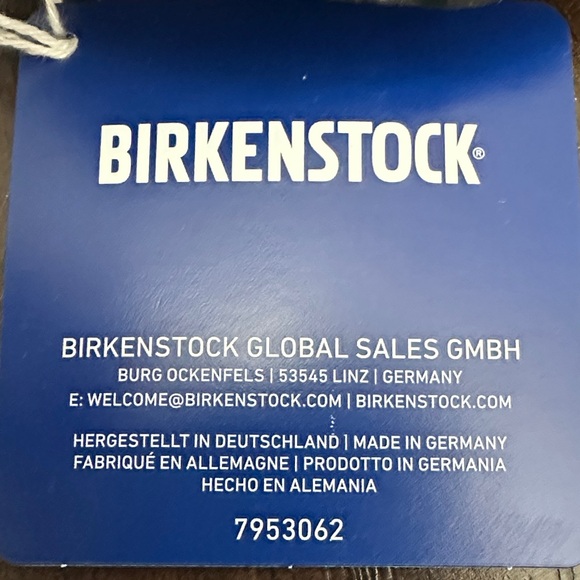 BIRKENSTOCK®
BIRKENSTOCK GLOBAL SALES GMBH
BURG OCKENFELS | 53545 LINZ | GERMANY
E: WELCOME@BIRKENSTOCK.COM | BIRKENSTOCK.COM
HERGESTELLT IN DEUTSCHLAND | MADE IN GERMANY
FABRIQUÉ EN ALLEMAGNE | PRODOTTO IN GERMANIA
HECHO EN ALEMANIA
7953062